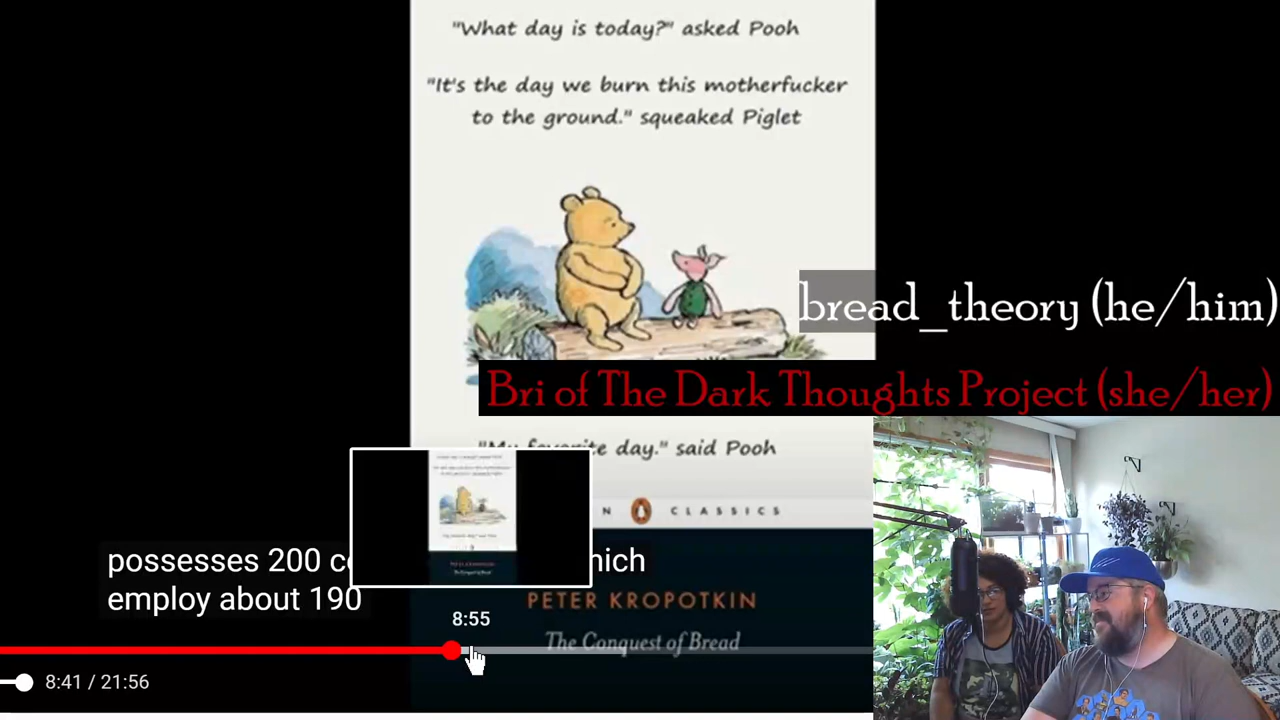 "What day is today?" asked Pooh
"It's the day we burn this motherfucker
to the ground." squeaked Piglet
bread_theory (he/him)
Bri of The Dark Thoughts Project (she/her)
"My favorite day." said Pooh
N CLASSICS
possesses 200 co hich
employ about 190
PETER KROPOTKIN
8:55
The Conquest of Bread
8:41 / 21:56